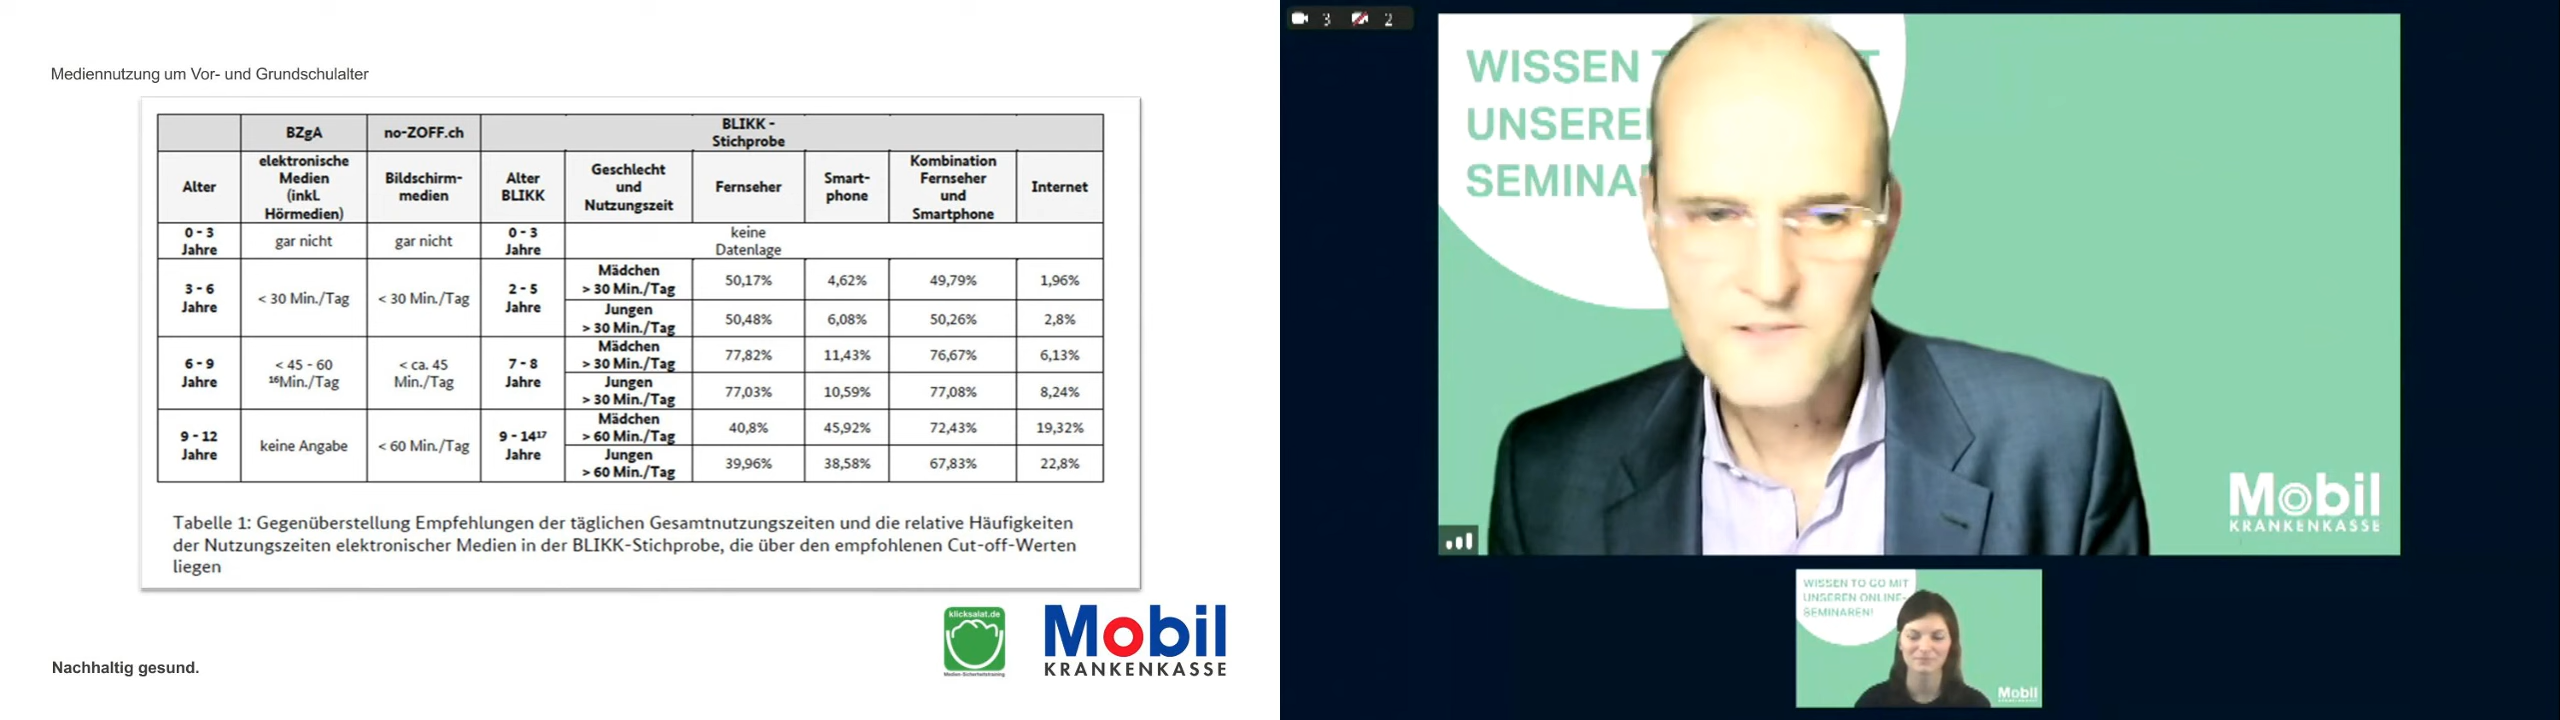 Mediennutzung um Vor- und Grundschulalter
BZgA
no-ZOFF.ch
BLIKK -
Stichprobe
Alter
elektronische
Medien
(inkl.
Hörmedien)
Bildschirm-
medien
Alter
BLIKK
Geschlecht
und
Nutzungszeit
Fernseher
Smart-
phone
Kombination
Fernseher
und
Smartphone
Internet
0 - 3
Jahre
gar nicht
gar nicht
0 - 3
Jahre
keine
Datenlage
3 - 6
Jahre
< 30 Min./Tag
< 30 Min./Tag
2 - 5
Jahre
Mädchen
> 30 Min./Tag
50,17%
4,62%
49,79%
1,96%
Jungen
> 30 Min./Tag
50,48%
6,08%
50,26%
2,8%
6 - 9
Jahre
< 45 - 60
¹⁶Min./Tag
< ca. 45
Min./Tag
7 - 8
Jahre
Mädchen
> 30 Min./Tag
77,82%
11,43%
76,67%
6,13%
Jungen
> 30 Min./Tag
77,03%
10,59%
77,08%
8,24%
9 - 12
Jahre
keine Angabe
< 60 Min./Tag
9 - 14¹⁷
Jahre
Mädchen
> 60 Min./Tag
40,8%
45,92%
72,43%
19,32%
Jungen
> 60 Min./Tag
39,96%
38,58%
67,83%
22,8%
Tabelle 1: Gegenüberstellung Empfehlungen der täglichen Gesamtnutzungszeiten und die relative Häufigkeiten
der Nutzungszeiten elektronischer Medien in der BLIKK-Stichprobe, die über den empfohlenen Cut-off-Werten
liegen
klicksalat.de
Medien-Sicherheitstraining
Mobil
KRANKENKASSE
Nachhaltig gesund.
3 2
WISSEN T T
UNSERE
SEMINA
Mobil
KRANKENKASSE
WISSEN TO GO MIT
UNSEREN ONLINE-
SEMINAREN!
Mobil
KRANKENKASSE